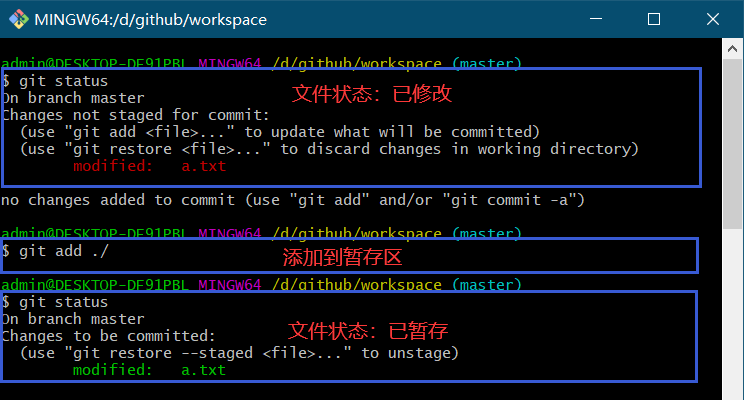 MINGW64:/d/github/workspace
admin@DESKTOP-DF91PBL MINGW64 /d/github/workspace (master)
$ git status
On branch master
文件状态：已修改
Changes not staged for commit:
(use "git add <file>..." to update what will be committed)
(use "git restore <file>..." to discard changes in working directory)
modified: a.txt
no changes added to commit (use "git add" and/or "git commit -a")
admin@DESKTOP-DF91PBL MINGW64 /d/github/workspace (master)
$ git add ./
添加到暂存区
admin@DESKTOP-DF91PBL MINGW64 /d/github/workspace (master)
$ git status
On branch master
文件状态：已暂存
Changes to be committed:
(use "git restore --staged <file>..." to unstage)
modified: a.txt